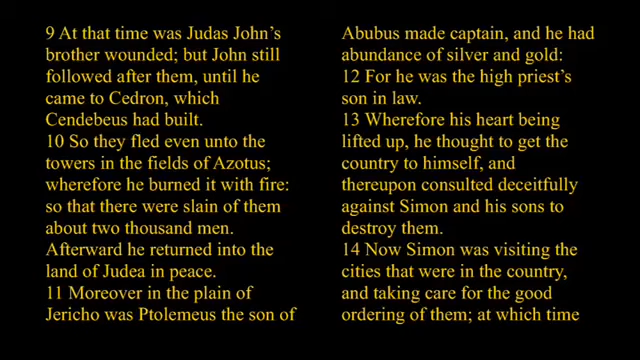 9 At that time was Judas John's
brother wounded; but John still
followed after them, until he
came to Cedron, which
Cendebeus had built.
10 So they fled even unto the
towers in the fields of Azotus;
wherefore he burned it with fire:
so that there were slain of them
about two thousand men.
Afterward he returned into the
land of Judea in peace.
11 Moreover in the plain of
Jericho was Ptolemeus the son of
Abubus made captain, and he had
abundance of silver and gold:
12 For he was the high priest's
son in law.
13 Wherefore his heart being
lifted up, he thought to get the
country to himself, and
thereupon consulted deceitfully
against Simon and his sons to
destroy them.
14 Now Simon was visiting the
cities that were in the country,
and taking care for the good
ordering of them; at which time